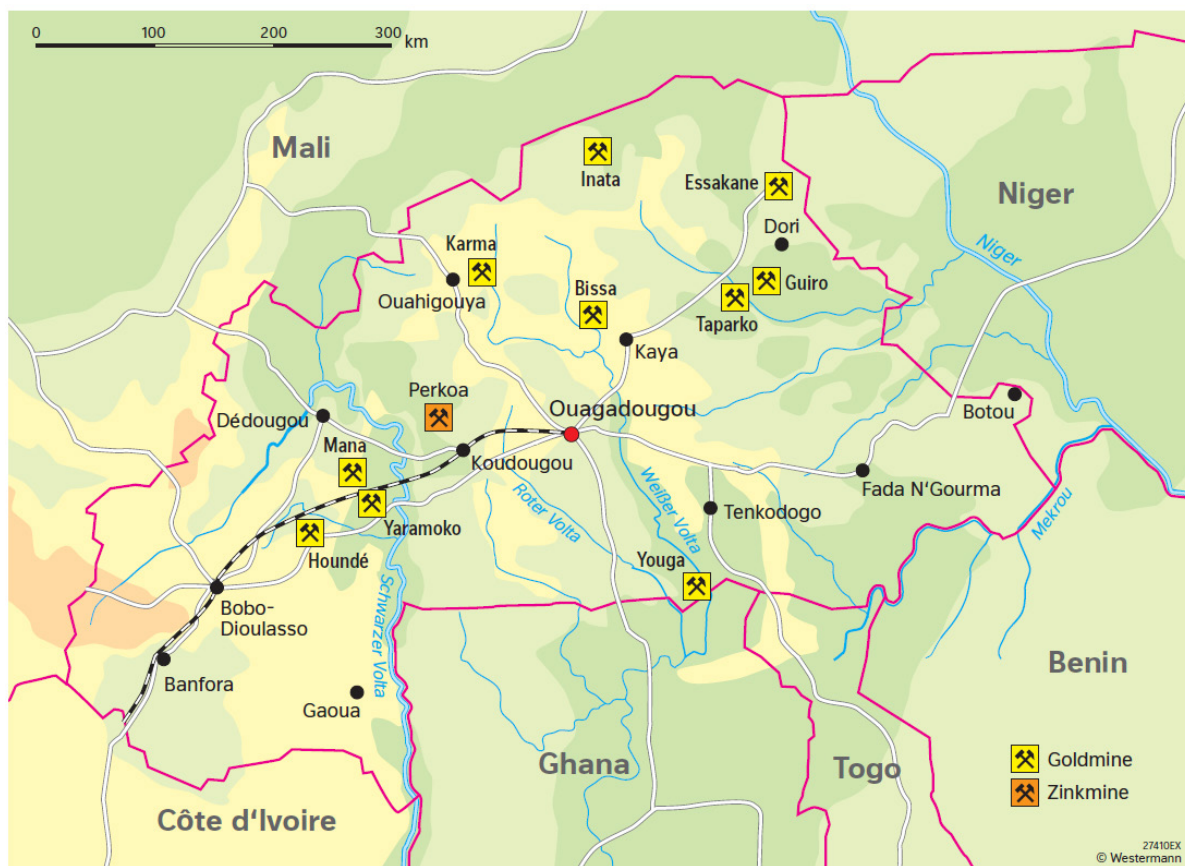 0 100 200 300 km
Mali
Niger
Inata
Essakane
Dori
Niger
Karma
Ouahigouya
Bissa
Guiro
Taparko
Kaya
Perkoa
Ouagadougou
Botou
Dédougou
Mana
Koudougou
Fada N'Gourma
Roter Volta
Weißer Volta
Tenkodogo
Mekrou
Yaramoko
Houndé
Youga
Bobo-
Dioulasso
Schwarzer Volta
Banfora
Gaoua
Benin
Ghana
Togo
Côte d'Ivoire
Goldmine
Zinkmine
27410EX
© Westermann